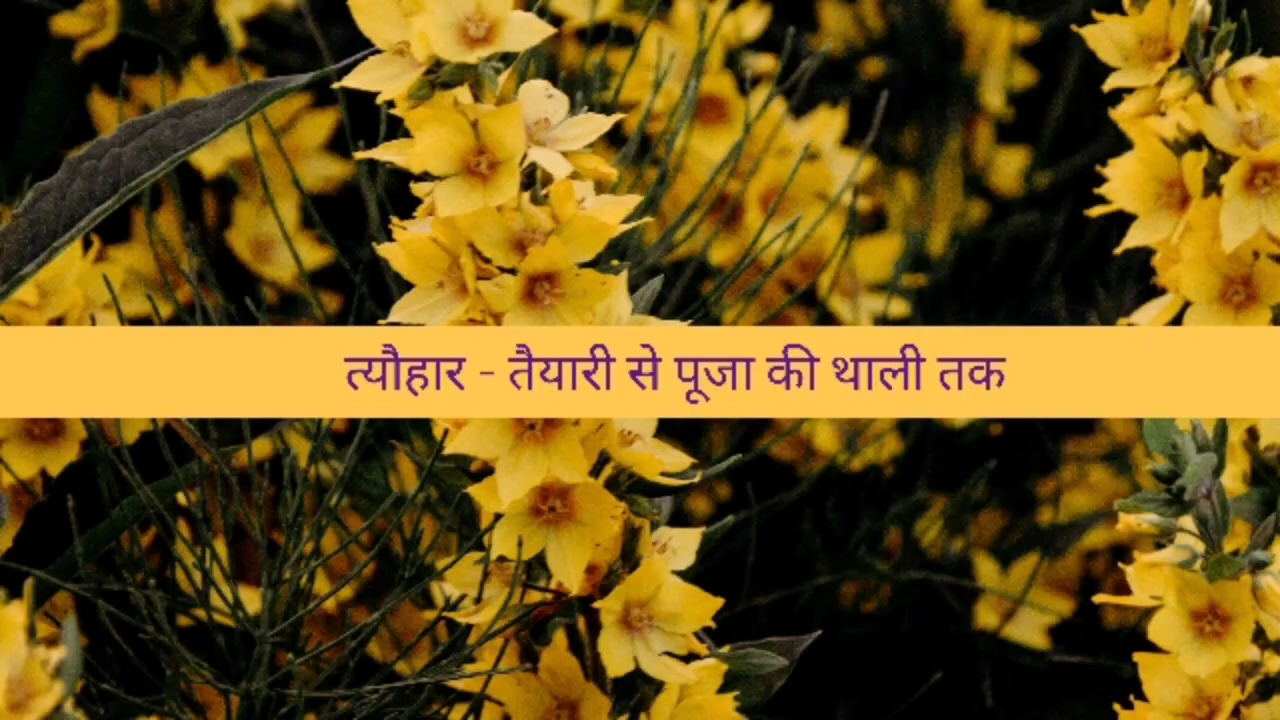 त्यौहार - तैयारी से पूजा की थाली तक